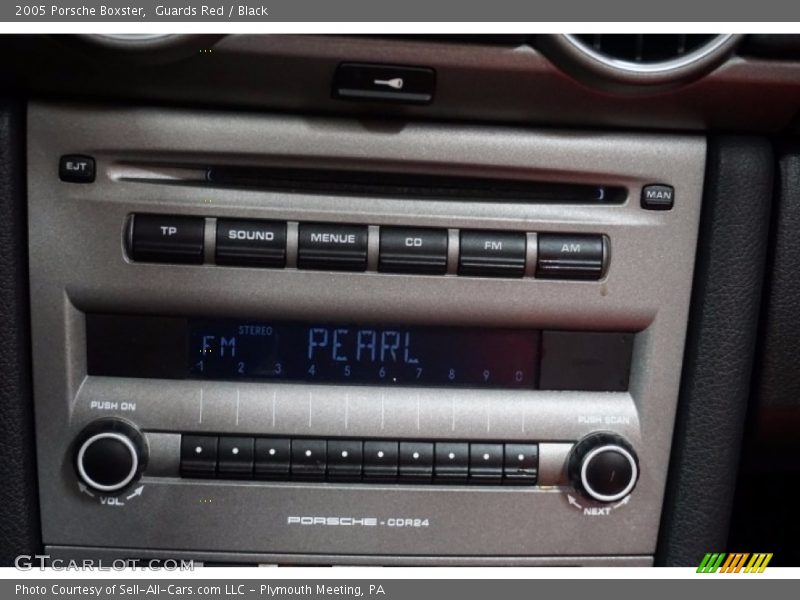 2005 Porsche Boxster,  Guards Red / Black
EJT
MAN
TP SOUND MENUE CD FM AM
STEREO
FM PEARL
1 2 3 4 5 6 7 8 9 0
PUSH ON
PUSH SCAN
VOL
NEXT
PORSCHE - CDR24
GTCARLOT.COM
Photo Courtesy of Sell-All-Cars.com LLC - Plymouth Meeting, PA